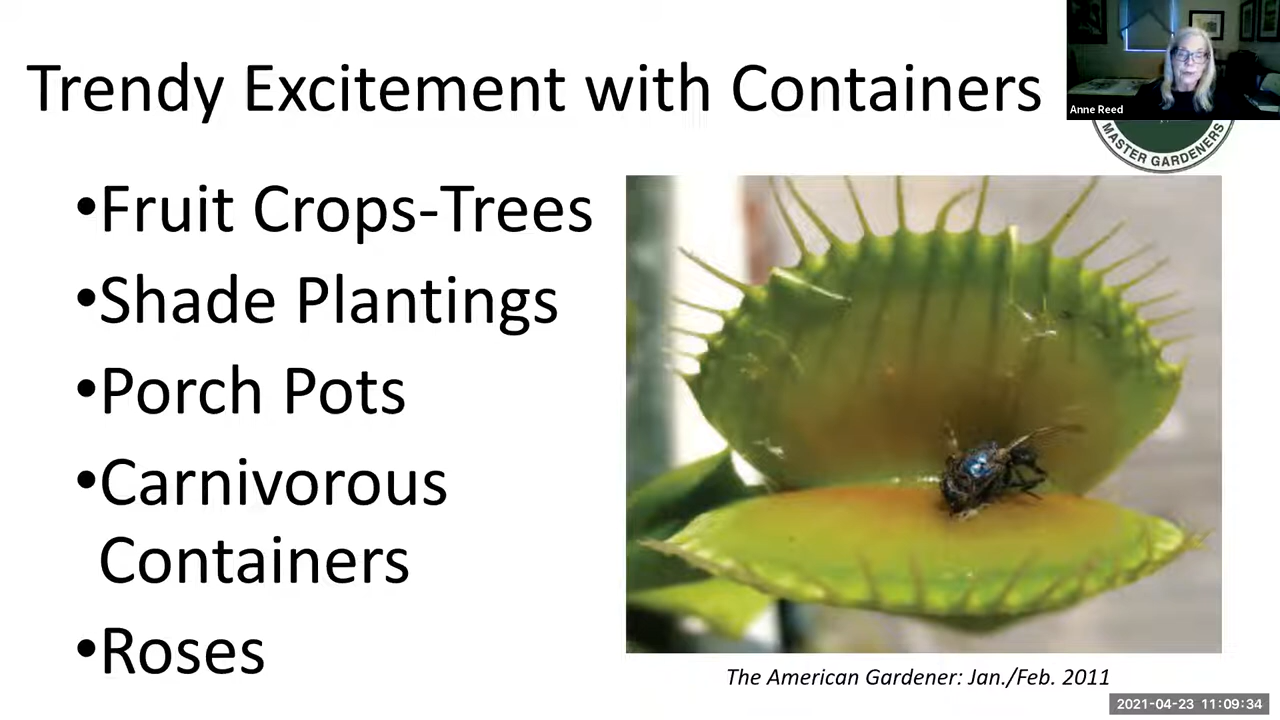 Trendy Excitement with Containers
Anne Reed
MASTER GARDENERS
•Fruit Crops-Trees
•Shade Plantings
•Porch Pots
•Carnivorous
Containers
•Roses
The American Gardener: Jan./Feb. 2011
2021-04-23 11:09:34